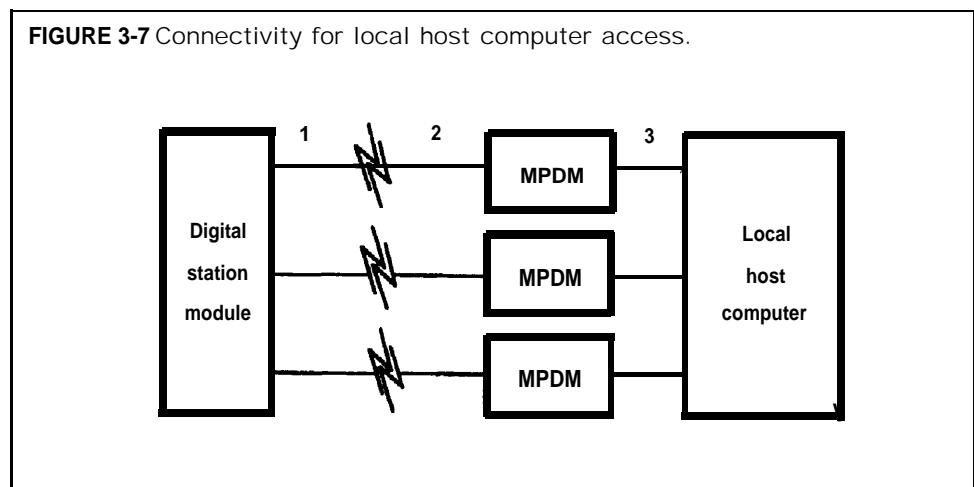 FIGURE 3-7 Connectivity for local host computer access.
1 2 3
MPDM
Digital
station
module
MPDM
MPDM
Local
host
computer